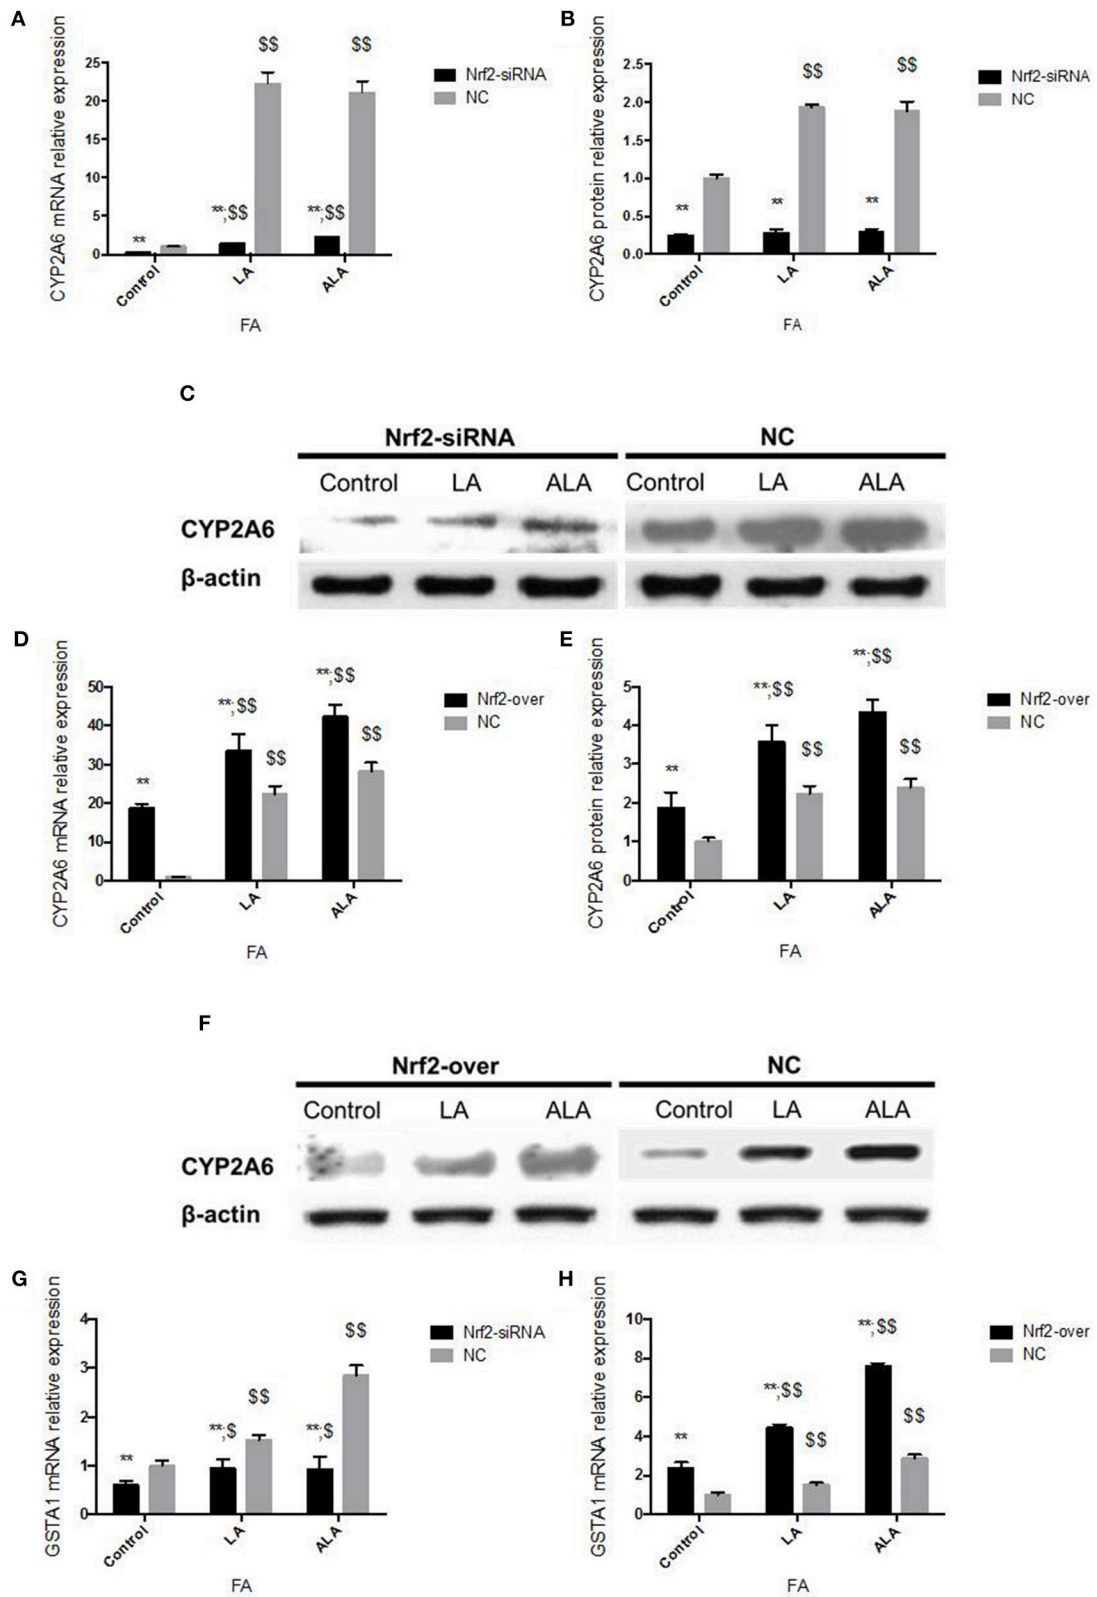 A
CYP2A6 mRNA relative expression
25
20
15
10
5
0
**
**;$$
$$
**;$$
$$
Control
LA
ALA
FA
Nrf2-siRNA
NC
B
CYP2A6 protein relative expression
2.5
2.0
1.5
1.0
0.5
0.0
**
**
$$
**
$$
Control
LA
ALA
FA
Nrf2-siRNA
NC
C
Nrf2-siRNA NC
Control LA ALA Control LA ALA
CYP2A6
β-actin
D
CYP2A6 mRNA relative expression
50
40
30
20
10
0
**
**;$$
$$
**;$$
$$
Control
LA
ALA
FA
Nrf2-over
NC
E
CYP2A6 protein relative expression
5
4
3
2
1
0
**
**;$$
$$
**;$$
$$
Control
LA
ALA
FA
Nrf2-over
NC
F
Nrf2-over NC
Control LA ALA Control LA ALA
CYP2A6
β-actin
G
GSTA1 mRNA relative expression
4
3
2
1
0
**
**;$
$$
**;$
$$
Control
LA
ALA
FA
Nrf2-siRNA
NC
H
GSTA1 mRNA relative expression
10
8
6
4
2
0
**
**;$$
$$
**;$$
$$
Control
LA
ALA
FA
Nrf2-over
NC